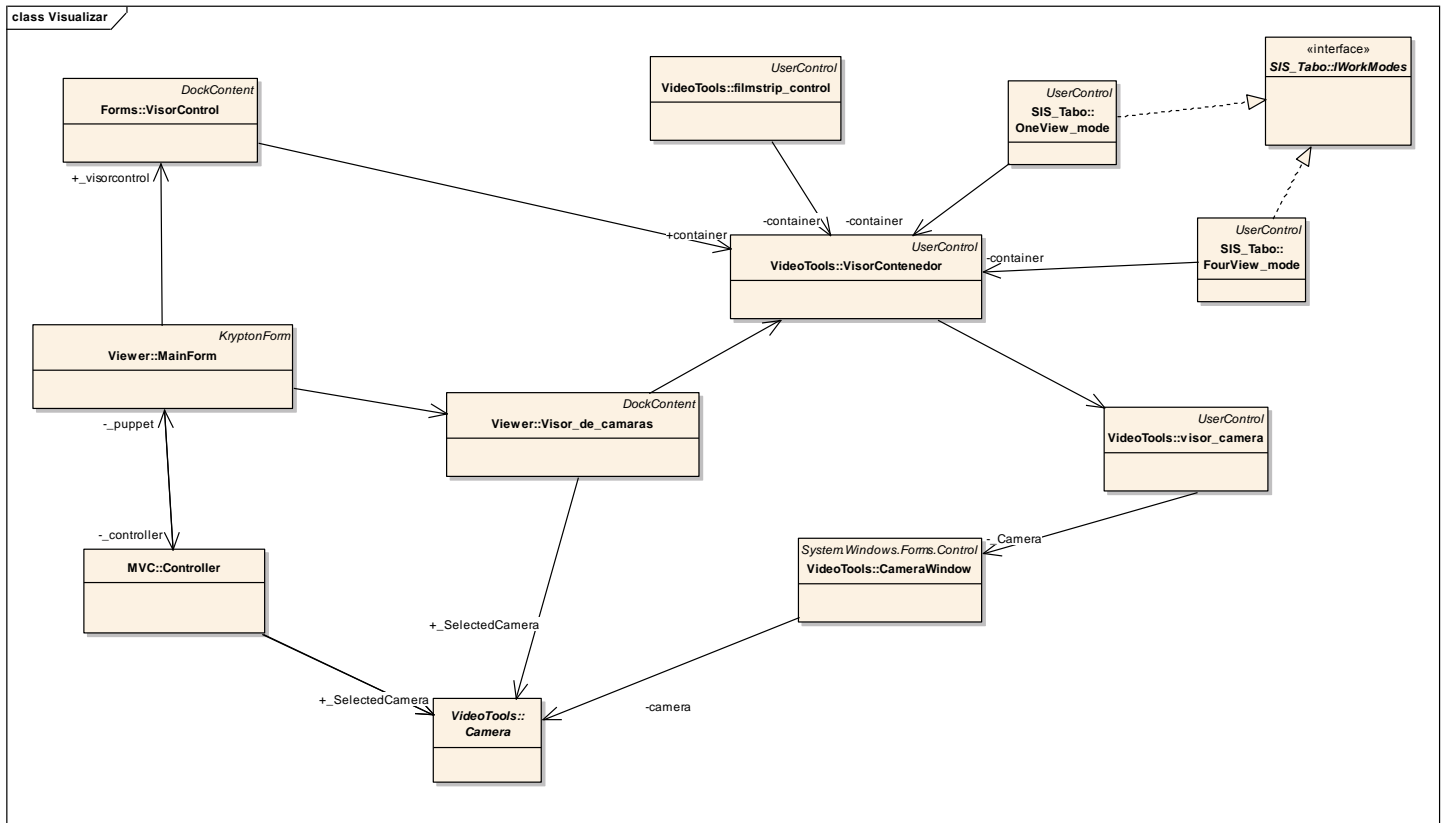 class Visualizar
DockContent
Forms::VisorControl
UserControl
VideoTools::filmstrip_control
UserControl
SIS_Tabo::
OneView_mode
«interface»
SIS_Tabo::IWorkModes
+_visorcontrol
-container
-container
+container
UserControl
VideoTools::VisorContenedor
-container
UserControl
SIS_Tabo::
FourView_mode
KryptonForm
Viewer::MainForm
-_puppet
DockContent
Viewer::Visor_de_camaras
UserControl
VideoTools::visor_camera
-_controller
MVC::Controller
-_Camera
System.Windows.Forms.Control
VideoTools::CameraWindow
+_SelectedCamera
+_SelectedCamera
-camera
VideoTools::
Camera